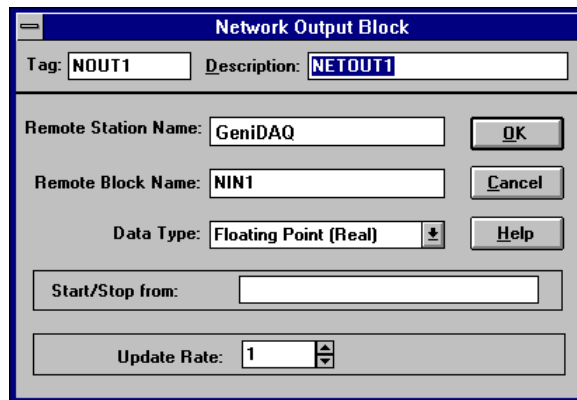 Network Output Block
Tag: NOUT1 Description: NETOUT1
Remote Station Name: GeniDAQ OK
Remote Block Name: NIN1 Cancel
Data Type: Floating Point (Real) Help
Start/Stop from:
Update Rate: 1